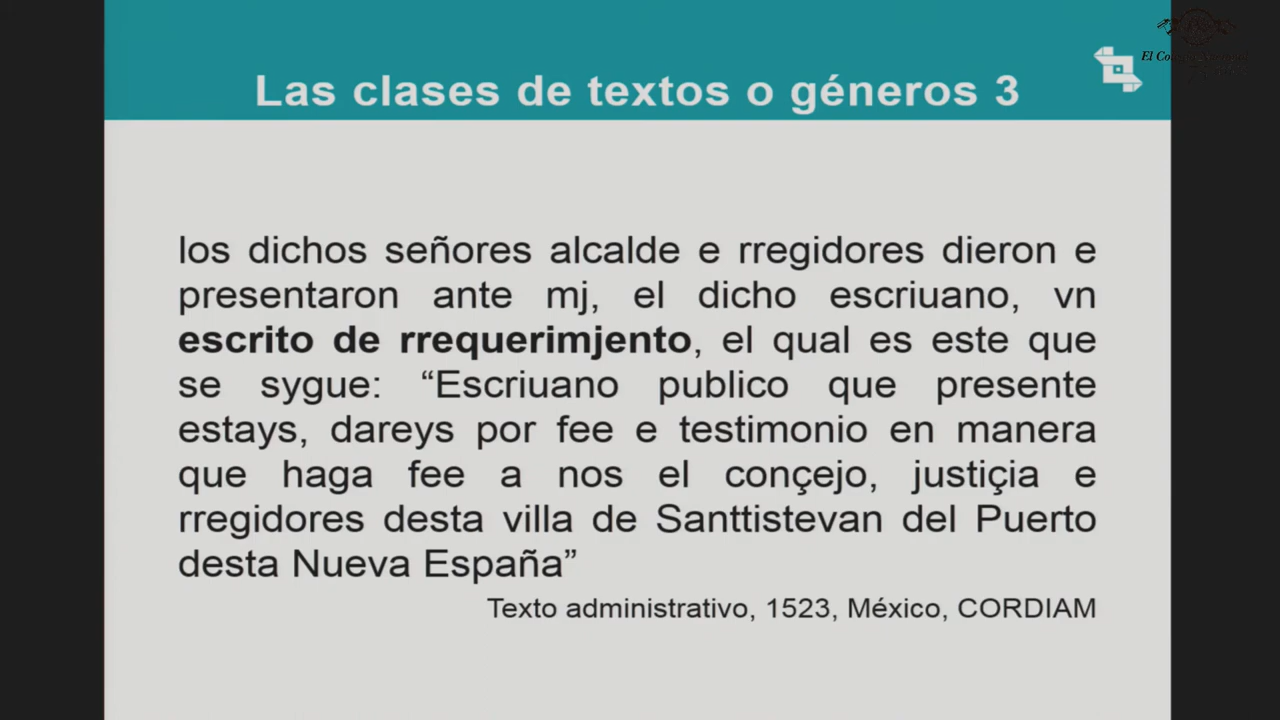 Las clases de textos o géneros 3
los dichos señores alcalde e rregidores dieron e
presentaron ante mj, el dicho escriuano, vn
escrito de rrequerimjento, el qual es este que
se sygue: “Escriuano publico que presente
estays, dareys por fee e testimonio en manera
que haga fee a nos el conçejo, justiçia e
rregidores desta villa de Santtistevan del Puerto
desta Nueva España”
Texto administrativo, 1523, México, CORDIAM